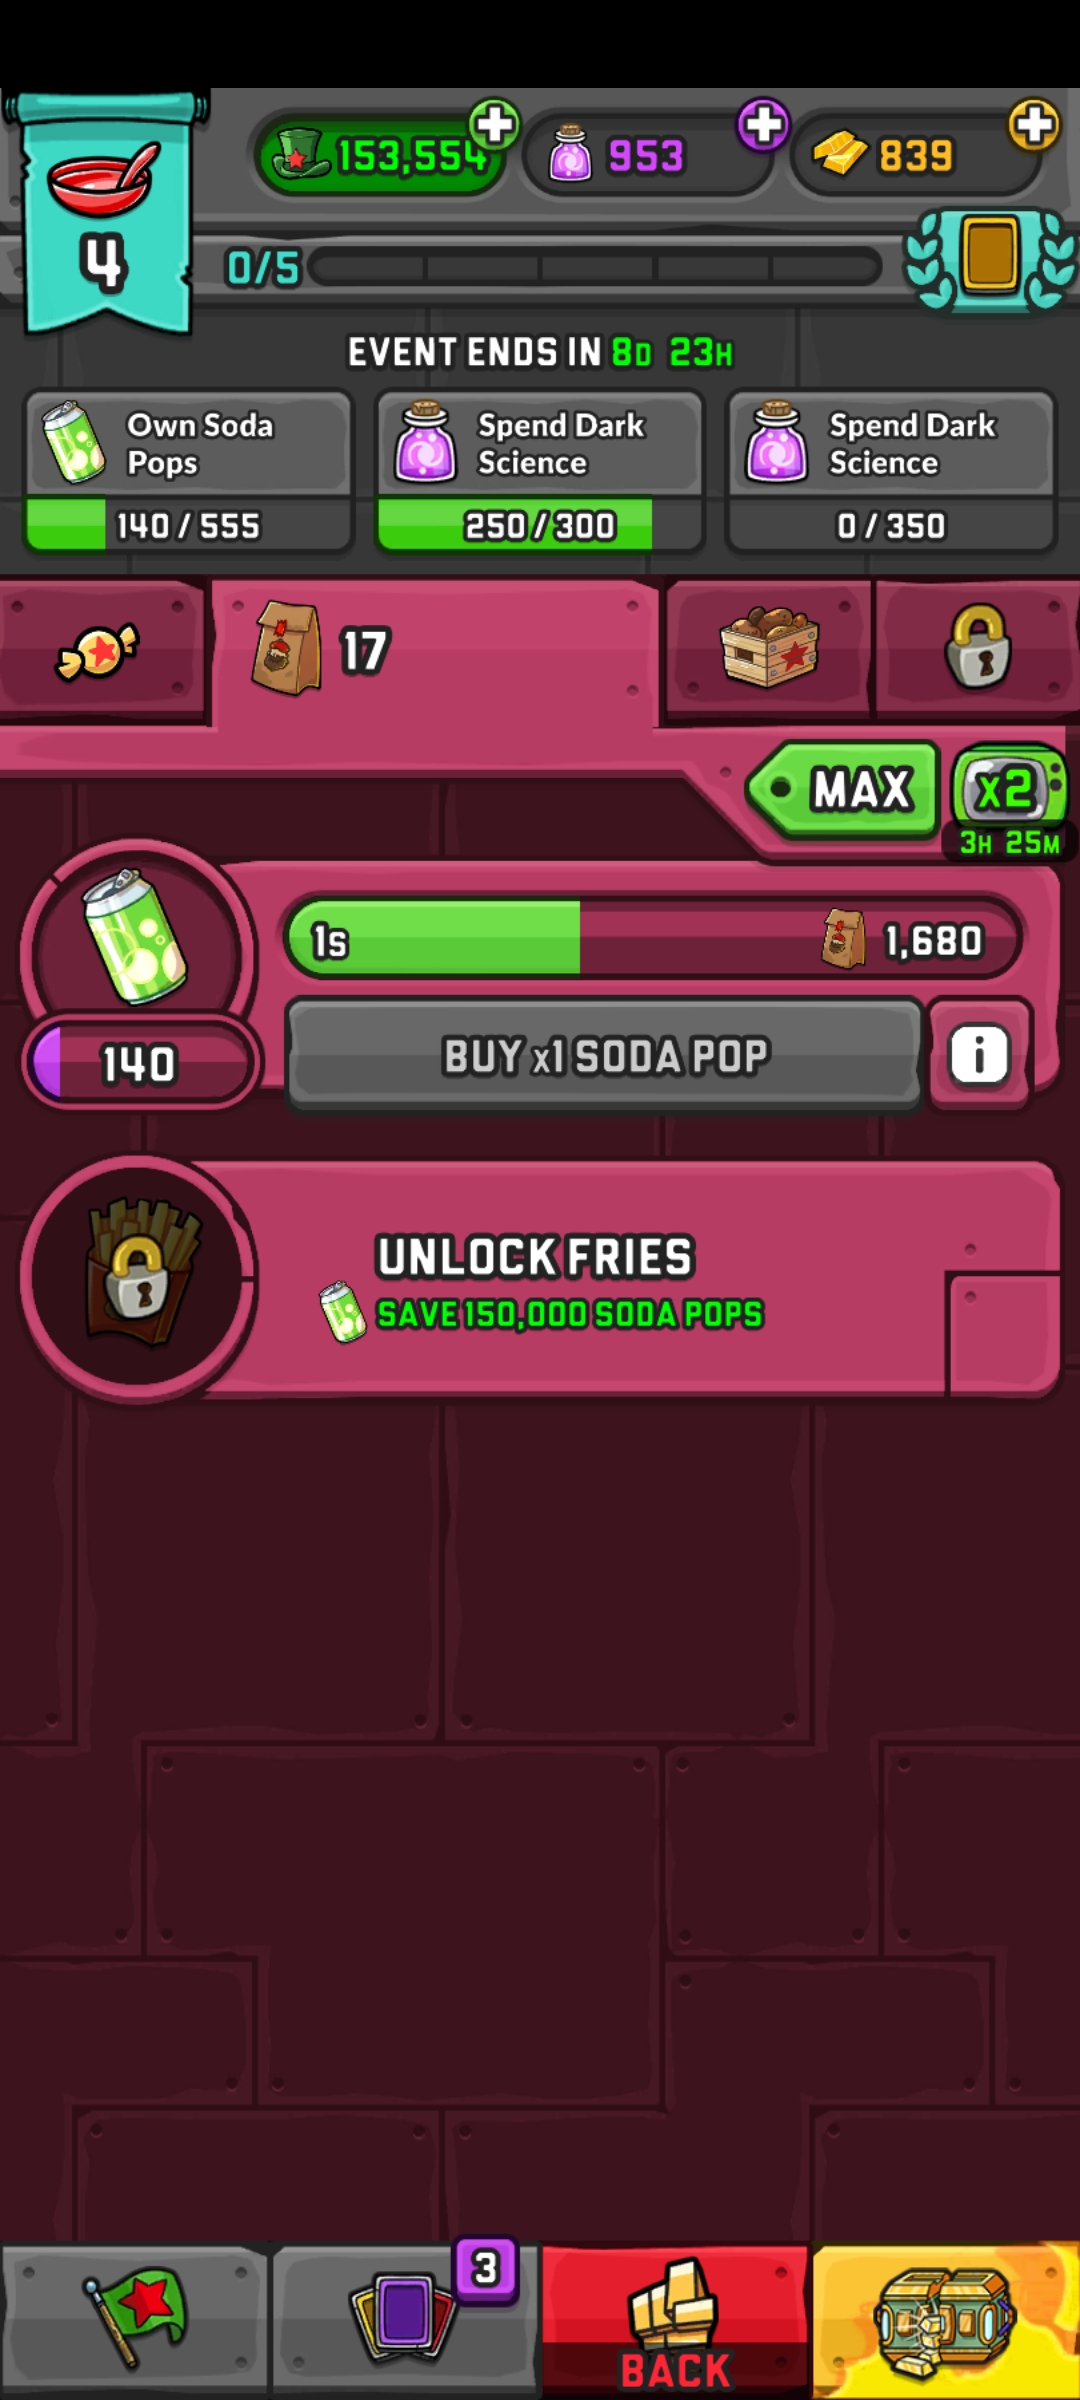 153,554
953
839
4
0/5
EVENT ENDS IN 8D 23H
Own Soda
Pops
140 / 555
Spend Dark
Science
250 / 300
Spend Dark
Science
0 / 350
17
MAX
x2
3H 25M
1s
1,680
140
BUY x1 SODA POP
i
UNLOCK FRIES
SAVE 150,000 SODA POPS
3
BACK